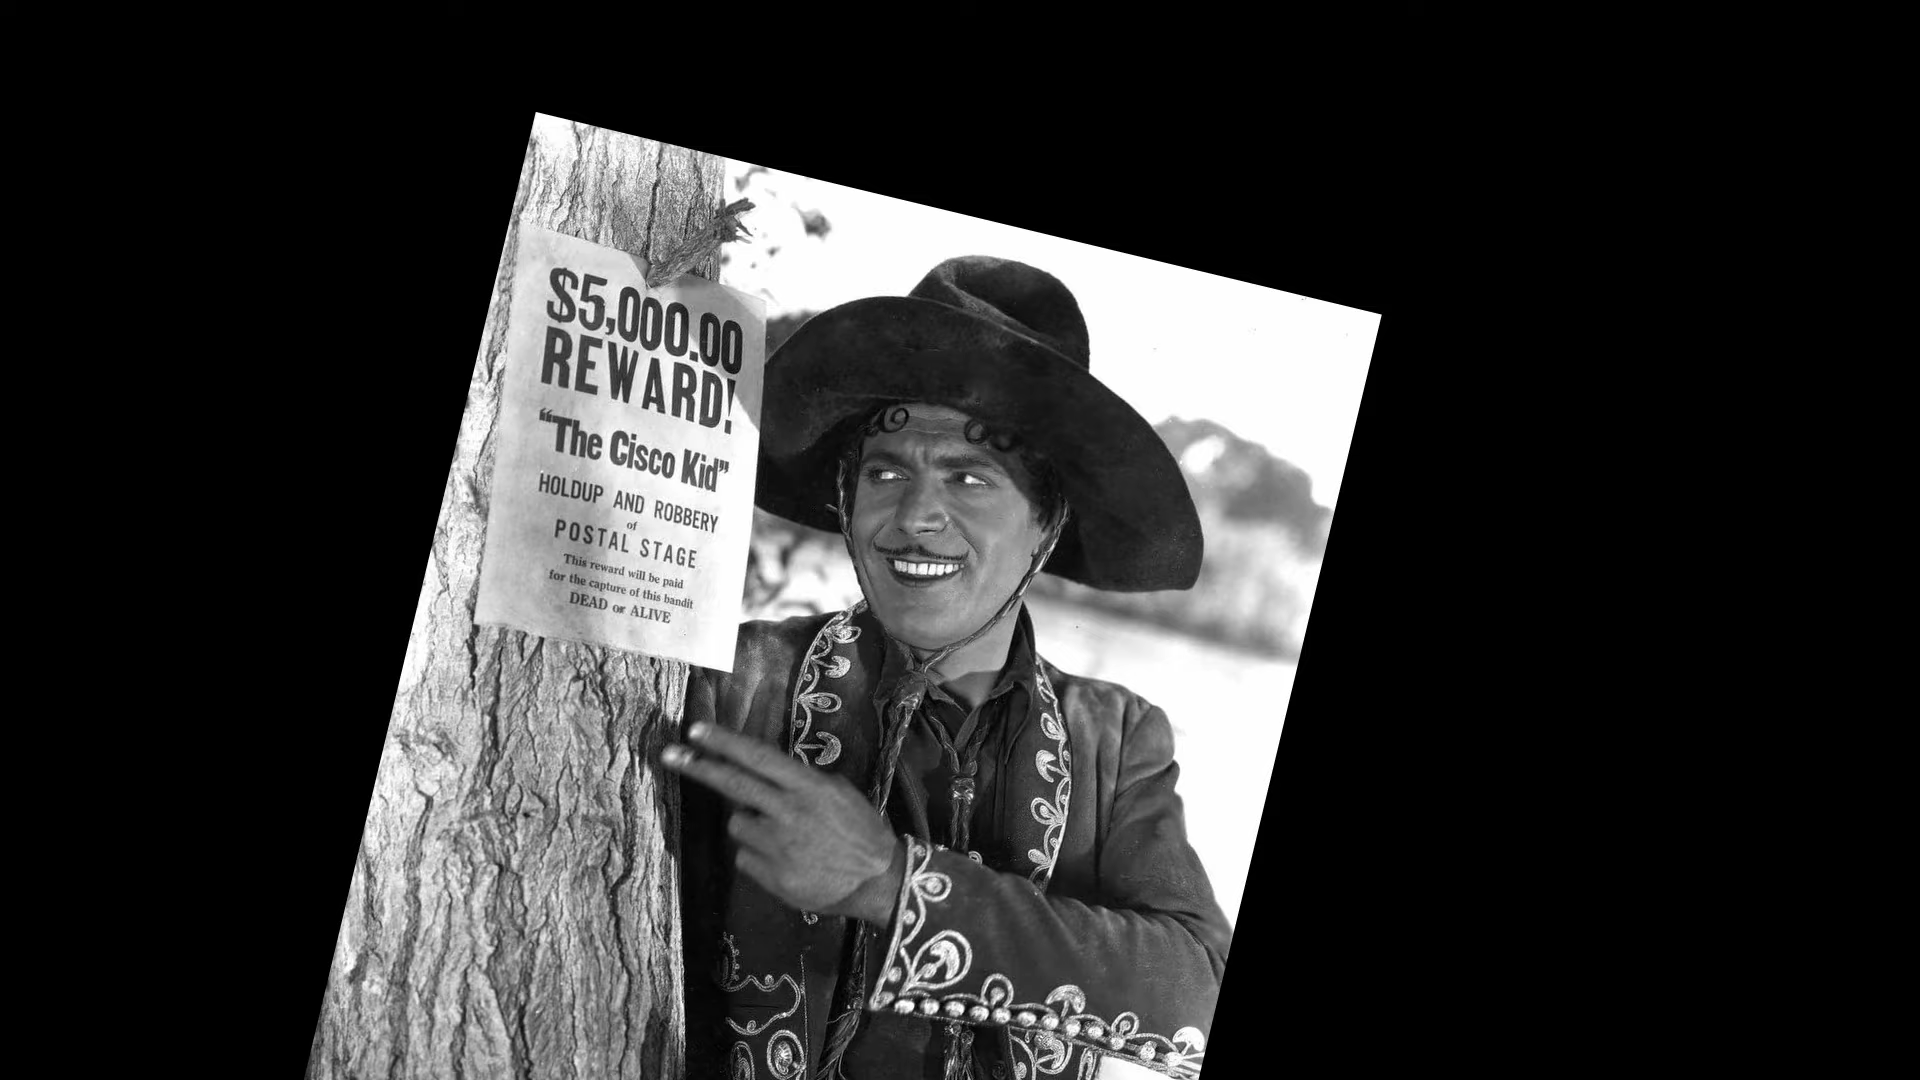 $5,000.00
REWARD!
“The Cisco Kid”
HOLDUP AND ROBBERY
of
POSTAL STAGE
This reward will be paid
for the capture of this bandit
DEAD or ALIVE